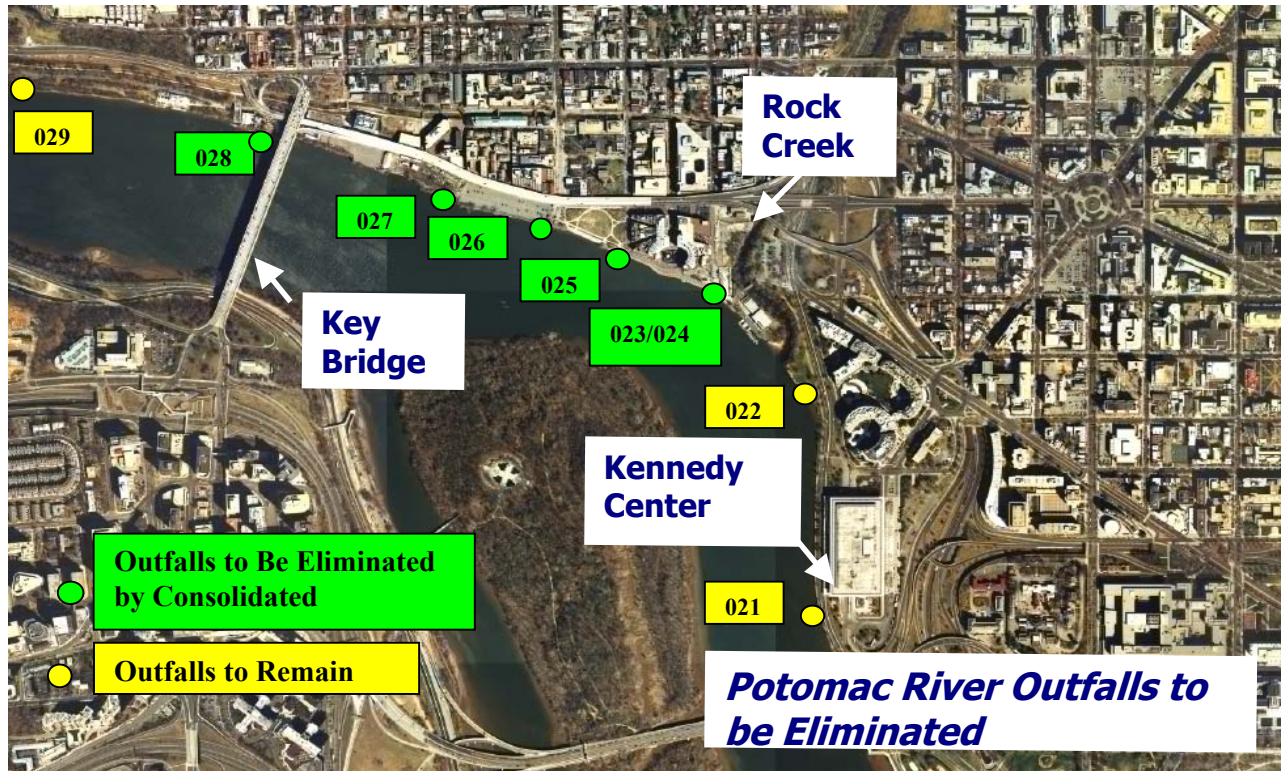 Rock
Creek
029
028
027
026
025
023/024
Key
Bridge
022
Kennedy
Center
021
Outfalls to Be Eliminated
by Consolidated
Outfalls to Remain
Potomac River Outfalls to
be Eliminated